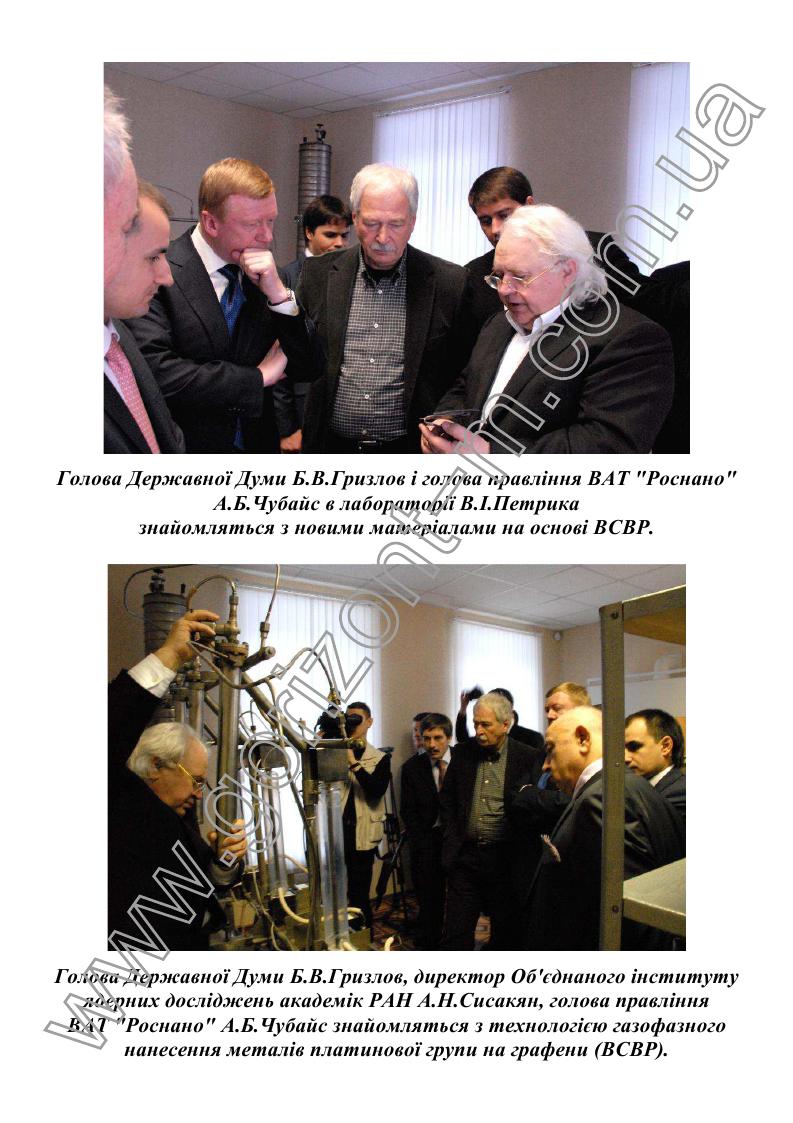 Голова Державної Думи Б.В.Гризлов і голова правління ВАТ "Роснано"
А.Б.Чубайс в лабораторії В.І.Петрика
знайомляться з новими матеріалами на основі ВСВР.
Голова Державної Думи Б.В.Гризлов, директор Об'єднаного інституту
ядерних досліджень академік РАН А.Н.Сисакян, голова правління
ВАТ "Роснано" А.Б.Чубайс знайомляться з технологією газофазного
нанесення металів платинової групи на графени (ВСВР).
www.gorizont-m.com.ua